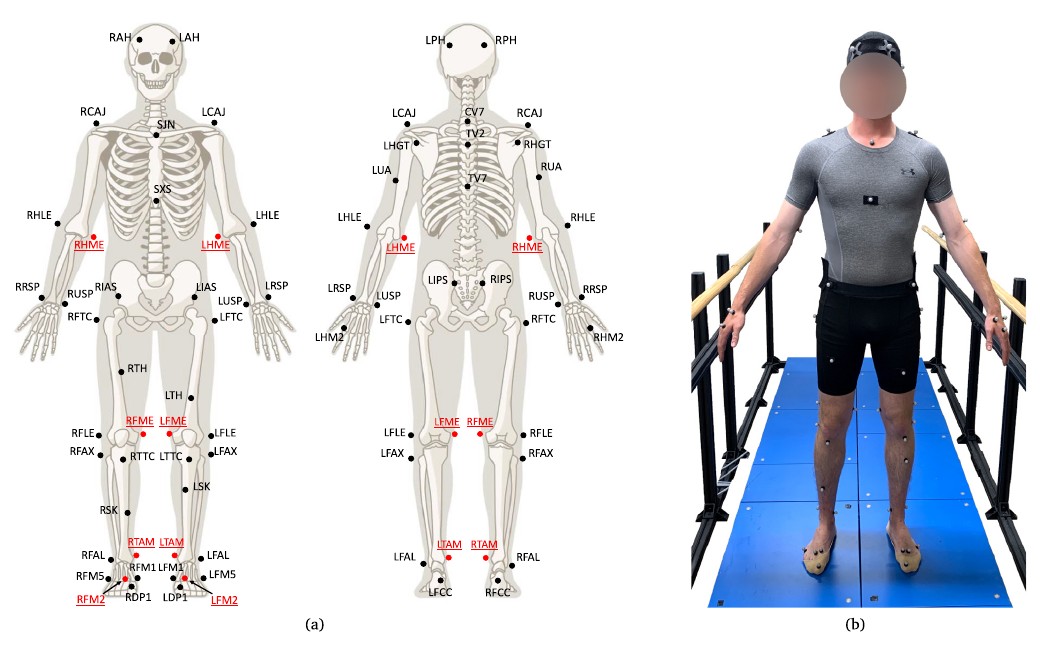 RAH LAH
RCAJ LCAJ
SJN
SXS
RHLE LHLE
RHME LHME
RIAS LIAS
RRSP RUSP LUSP LRSP
RFTC LFTC
RTH
LTH
RFME LFME
RFLE LFLE
RFAX LFAX
RTTC LTTC
LSK
RSK
RTAM LTAM
RFAL LFAL
RFM1 LFM1
RFM5 LFM5
RFM2 RDP1 LDP1 LFM2
LPH RPH
LCAJ CV7 RCAJ
TV2
LHGT RHGT
LUA RUA
TV7
LHLE RHLE
LHME RHME
LIPS RIPS
LRSP LUSP RUSP RRSP
LFTC RFTC
LHM2 RHM2
LFME RFME
LFLE RFLE
LFAX RFAX
LTAM RTAM
LFAL RFAL
LFCC RFCC
(a)
(b)